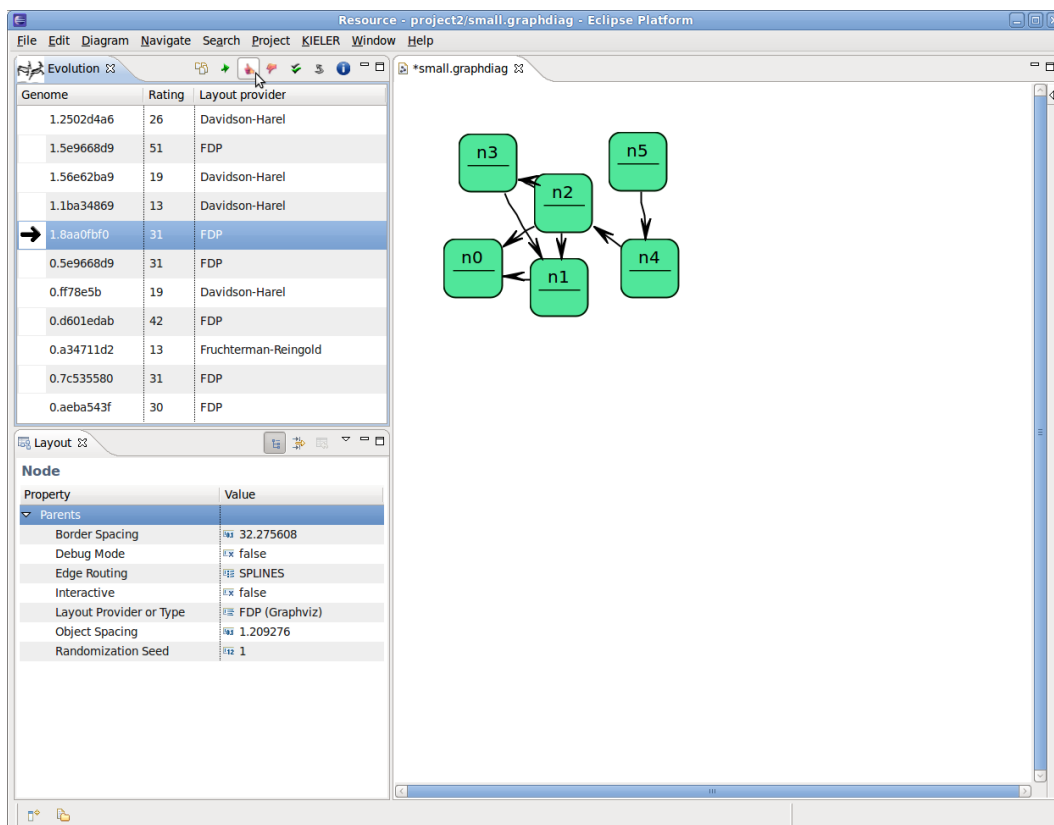 Resource - project2/small.graphdiag - Eclipse Platform
File Edit Diagram Navigate Search Project KIELER Window Help
Evolution
Genome Rating Layout provider
1.2502d4a6 26 Davidson-Harel
1.5e9668d9 51 FDP
1.56e62ba9 19 Davidson-Harel
1.1ba34869 13 Davidson-Harel
1.8aa0fbf0 31 FDP
0.5e9668d9 31 FDP
0.ff78e5b 19 Davidson-Harel
0.d601edab 42 FDP
0.a34711d2 13 Fruchterman-Reingold
0.7c535580 31 FDP
0.aeba543f 30 FDP
Layout
Node
Property Value
Parents
Border Spacing 32.275608
Debug Mode false
Edge Routing SPLINES
Interactive false
Layout Provider or Type FDP (Graphviz)
Object Spacing 1.209276
Randomization Seed 1
*small.graphdiag
n3 n5
n2
n0 n4
n1